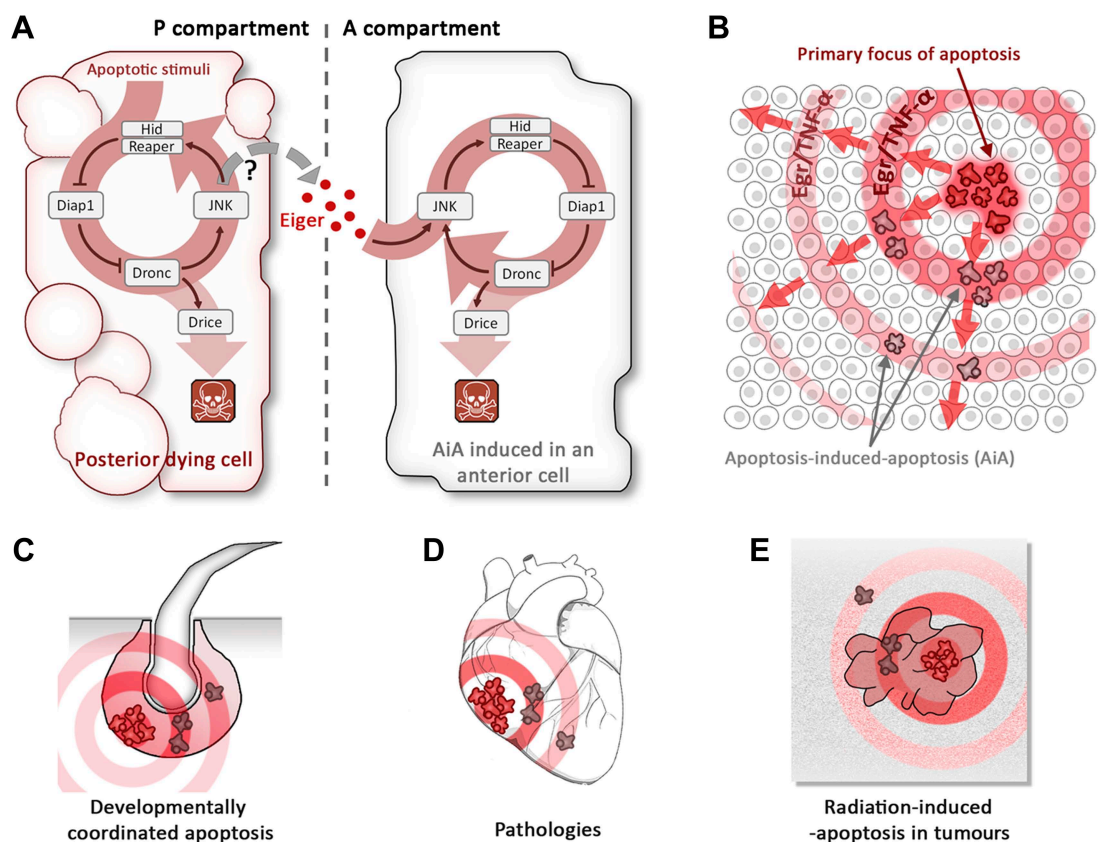 A
P compartment
A compartment
Apoptotic stimuli
Hid
Reaper
Diap1
JNK
?
Dronc
Drice
Posterior dying cell
Eiger
Hid
Reaper
JNK
Diap1
Dronc
Drice
AiA induced in an
anterior cell
B
Primary focus of apoptosis
Egr/TNF-α
Egr/TNF-α
Apoptosis-induced-apoptosis (AiA)
C
Developmentally
coordinated apoptosis
D
Pathologies
E
Radiation-induced
-apoptosis in tumours